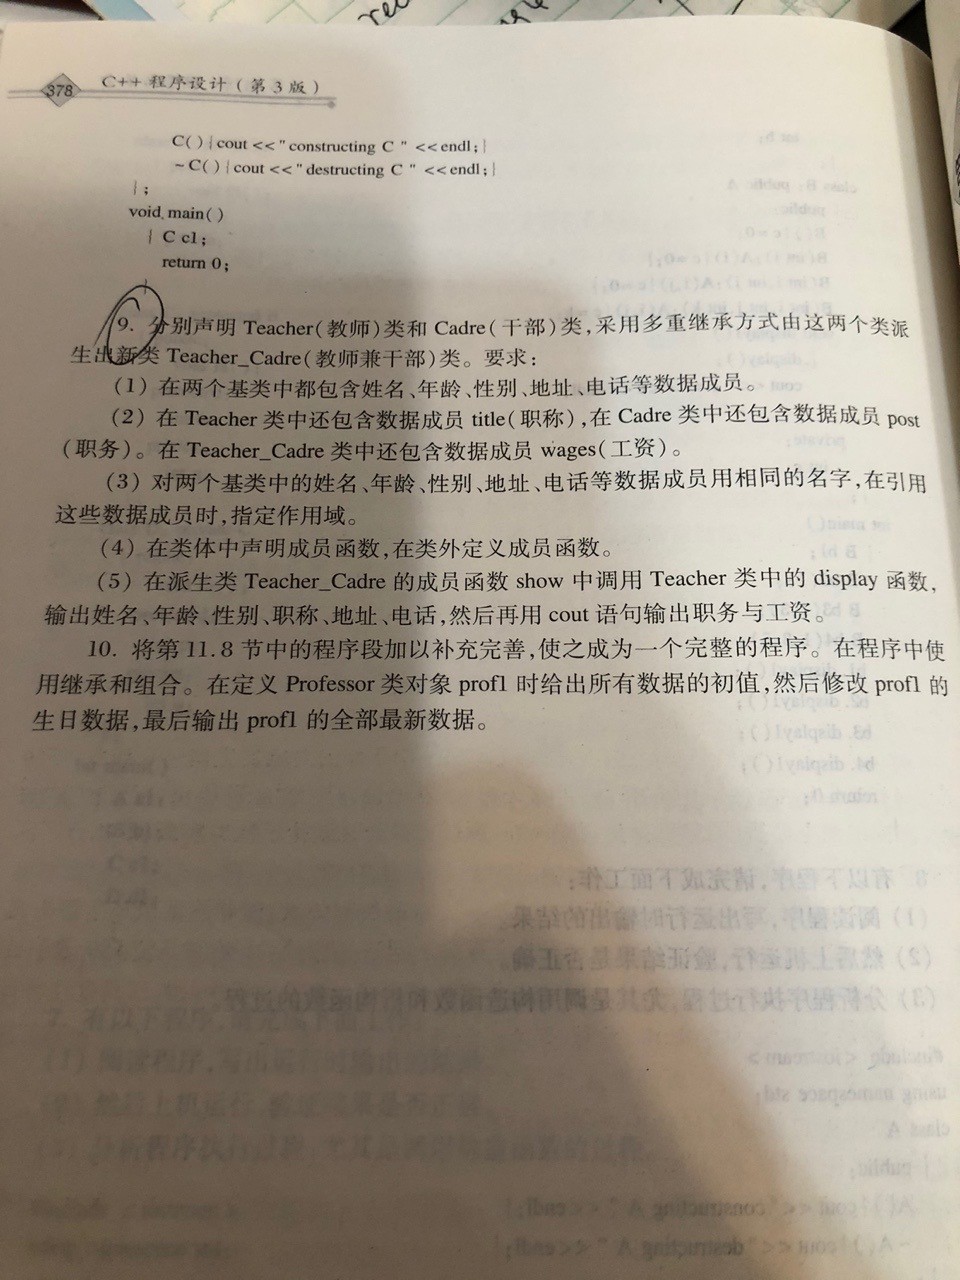 378 C++ 程序设计(第3版)
C(){cout <<"constructing C " <<endl;}
~C(){cout <<"destructing C " <<endl;}
};
void main()
{ C c1;
return 0;
}
9. 分别声明 Teacher(教师)类和 Cadre(干部)类,采用多重继承方式由这两个类派
生出新类 Teacher_Cadre(教师兼干部)类。要求:
(1) 在两个基类中都包含姓名、年龄、性别、地址、电话等数据成员。
(2) 在 Teacher 类中还包含数据成员 title(职称),在 Cadre 类中还包含数据成员 post
(职务)。在 Teacher_Cadre 类中还包含数据成员 wages(工资)。
(3) 对两个基类中的姓名、年龄、性别、地址、电话等数据成员用相同的名字,在引用
这些数据成员时,指定作用域。
(4) 在类体中声明成员函数,在类外定义成员函数。
(5) 在派生类 Teacher_Cadre 的成员函数 show 中调用 Teacher 类中的 display 函数,
输出姓名、年龄、性别、职称、地址、电话,然后再用 cout 语句输出职务与工资。
10. 将第 11.8 节中的程序段加以补充完善,使之成为一个完整的程序。在程序中使
用继承和组合。在定义 Professor 类对象 prof1 时给出所有数据的初值,然后修改 prof1 的
生日数据,最后输出 prof1 的全部最新数据。